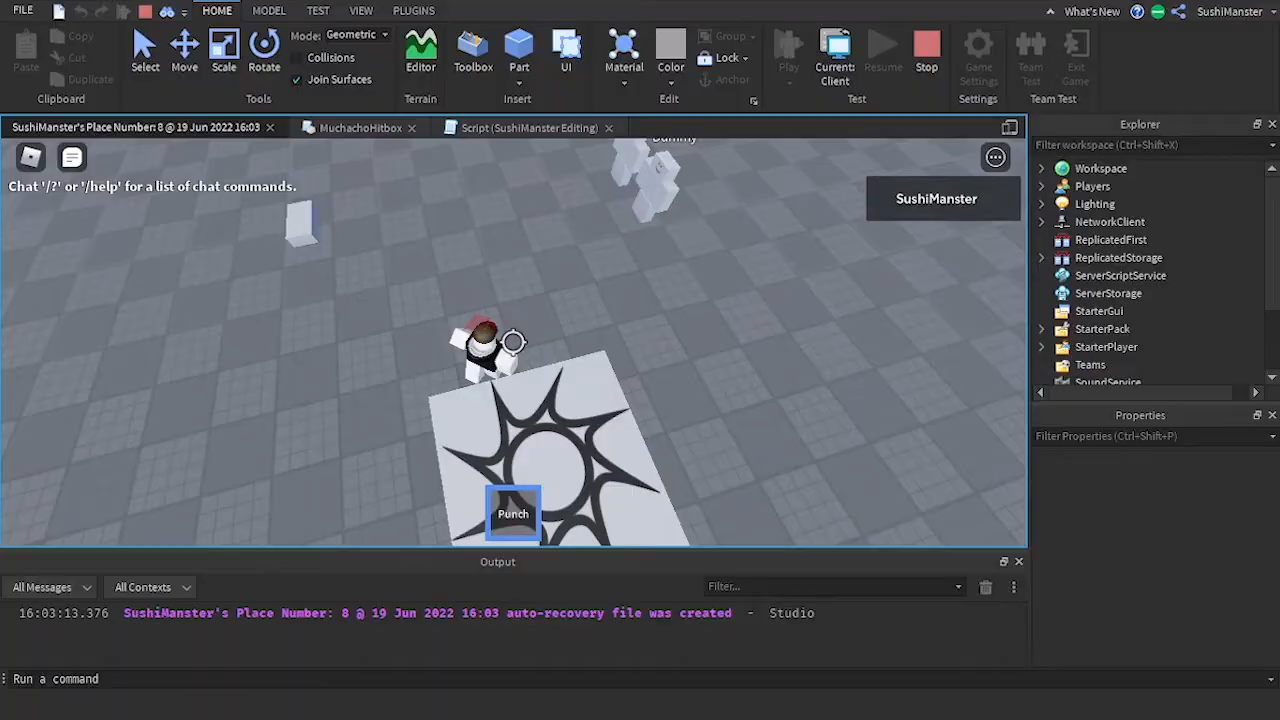 FILE HOME MODEL TEST VIEW PLUGINS What's New SushiManster
Paste Copy Cut Duplicate Clipboard
Select Move Scale Rotate Mode: Geometric Collisions Join Surfaces Tools
Editor Terrain
Toolbox Part UI Insert
Material Color Group Lock Anchor Edit
Play Current: Client Resume Stop Test
Game Settings Settings
Team Test Exit Game Team Test
SushiManster's Place Number: 8 @ 19 Jun 2022 16:03 MuchachoHitbox Script (SushiManster Editing)
Chat '/?' or '/help' for a list of chat commands.
Dummy
SushiManster
Punch
Explorer
Filter workspace (Ctrl+Shift+X)
Workspace
Players
Lighting
NetworkClient
ReplicatedFirst
ReplicatedStorage
ServerScriptService
ServerStorage
StarterGui
StarterPack
StarterPlayer
Teams
SoundService
Properties
Filter Properties (Ctrl+Shift+P)
Output
All Messages All Contexts Filter...
16:03:13.376 SushiManster's Place Number: 8 @ 19 Jun 2022 16:03 auto-recovery file was created - Studio
Run a command